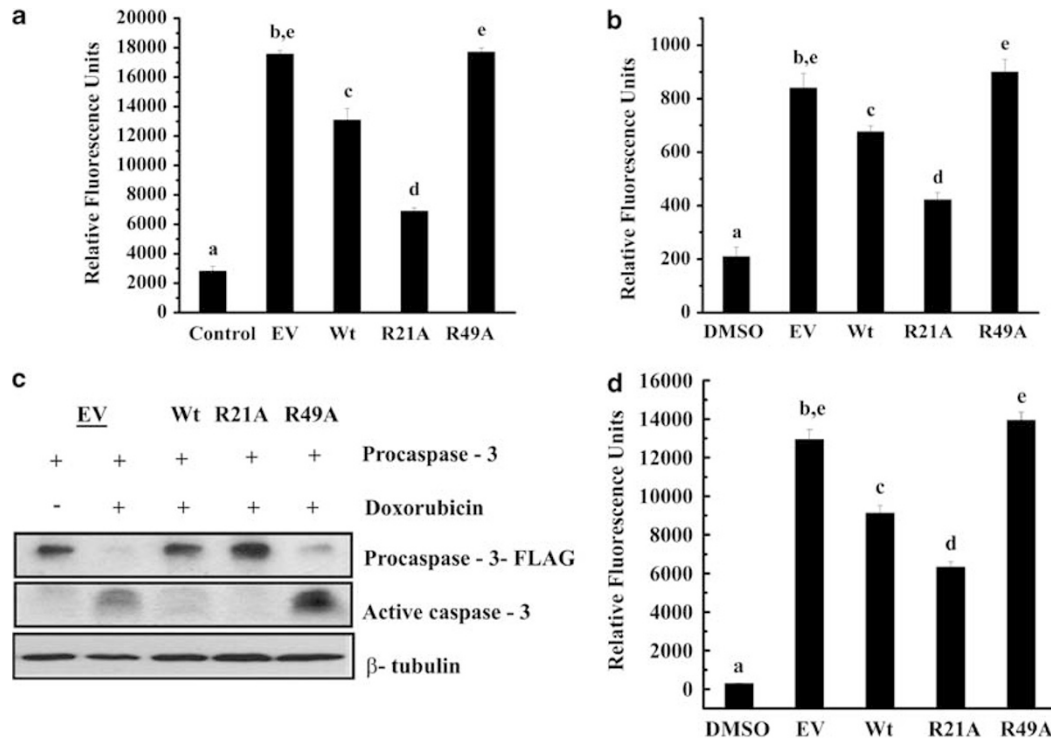 a
Relative Fluorescence Units
20000
18000
16000
14000
12000
10000
8000
6000
4000
2000
0
a
b,e
c
d
e
Control EV Wt R21A R49A
b
Relative Fluorescence Units
1000
800
600
400
200
0
a
b,e
c
d
e
DMSO EV Wt R21A R49A
c
EV Wt R21A R49A
+ + + + + Procaspase - 3
- + + + + Doxorubicin
Procaspase - 3- FLAG
Active caspase - 3
β- tubulin
d
Relative Fluorescence Units
16000
14000
12000
10000
8000
6000
4000
2000
0
a
b,e
c
d
e
DMSO EV Wt R21A R49A